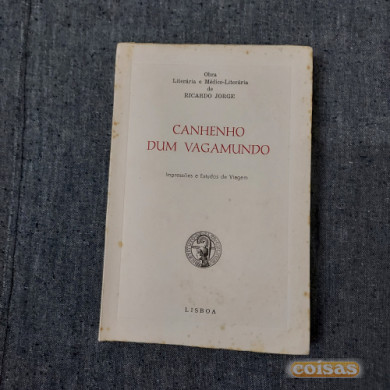 Obra
Literária e Médico-Literária
de
RICARDO JORGE
CANHENHO
DUM VAGAMUNDO
Impressões e Estudos de Viagem
LISBOA
coisas